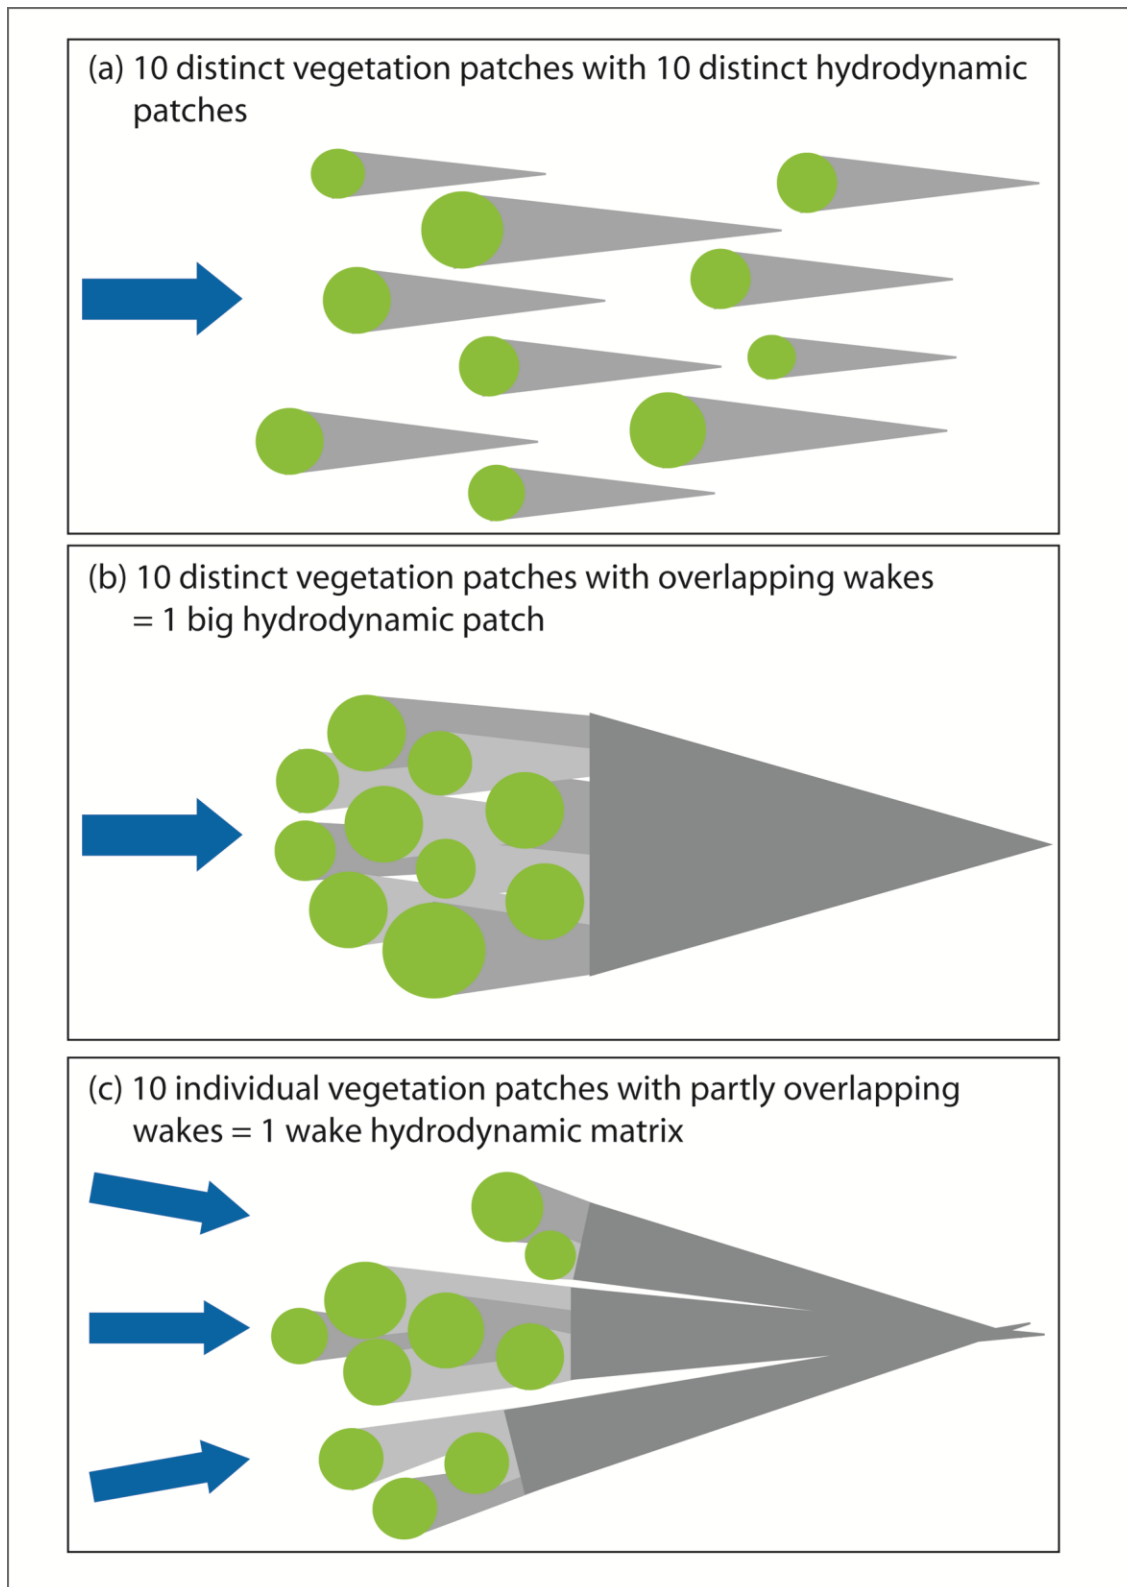 (a) 10 distinct vegetation patches with 10 distinct hydrodynamic
patches
(b) 10 distinct vegetation patches with overlapping wakes
= 1 big hydrodynamic patch
(c) 10 individual vegetation patches with partly overlapping
wakes = 1 wake hydrodynamic matrix